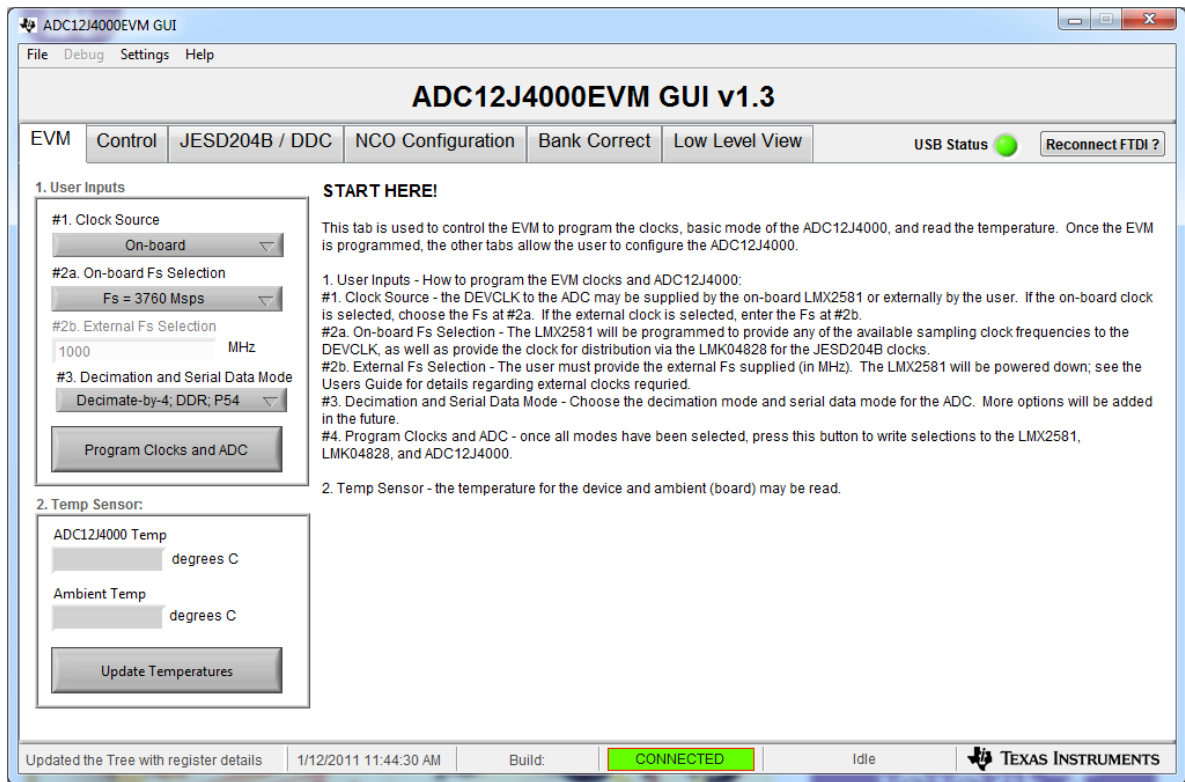 ADC12J4000EVM GUI
File Debug Settings Help
ADC12J4000EVM GUI v1.3
EVM Control JESD204B / DDC NCO Configuration Bank Correct Low Level View USB Status Reconnect FTDI ?
1. User Inputs
#1. Clock Source
On-board
#2a. On-board Fs Selection
Fs = 3760 Msps
#2b. External Fs Selection
1000 MHz
#3. Decimation and Serial Data Mode
Decimate-by-4; DDR; P54
Program Clocks and ADC
2. Temp Sensor:
ADC12J4000 Temp
degrees C
Ambient Temp
degrees C
Update Temperatures
START HERE!
This tab is used to control the EVM to program the clocks, basic mode of the ADC12J4000, and read the temperature. Once the EVM
is programmed, the other tabs allow the user to configure the ADC12J4000.
1. User Inputs - How to program the EVM clocks and ADC12J4000:
#1. Clock Source - the DEVCLK to the ADC may be supplied by the on-board LMX2581 or externally by the user. If the on-board clock
is selected, choose the Fs at #2a. If the external clock is selected, enter the Fs at #2b.
#2a. On-board Fs Selection - The LMX2581 will be programmed to provide any of the available sampling clock frequencies to the
DEVCLK, as well as provide the clock for distribution via the LMK04828 for the JESD204B clocks.
#2b. External Fs Selection - The user must provide the external Fs supplied (in MHz). The LMX2581 will be powered down; see the
Users Guide for details regarding external clocks requried.
#3. Decimation and Serial Data Mode - Choose the decimation mode and serial data mode for the ADC. More options will be added
in the future.
#4. Program Clocks and ADC - once all modes have been selected, press this button to write selections to the LMX2581,
LMK04828, and ADC12J4000.
2. Temp Sensor - the temperature for the device and ambient (board) may be read.
Updated the Tree with register details 1/12/2011 11:44:30 AM Build: CONNECTED Idle TEXAS INSTRUMENTS